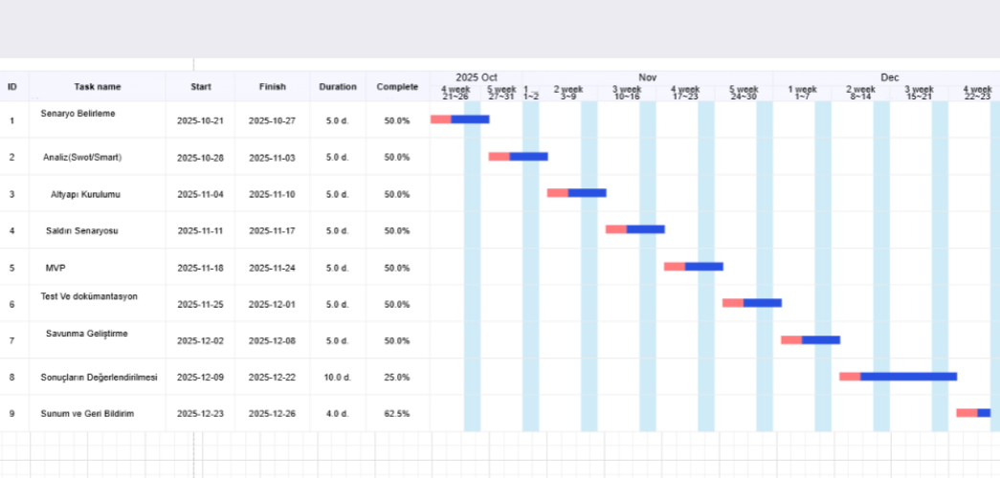 2025 Oct Nov Dec
ID Task name Start Finish Duration Complete
4 week 5 week 1 2 week 3 week 4 week 5 week 1 week 2 week 3 week 4 week
21~26 27~31 1~2 3~9 10~16 17~23 24~30 1~7 8~14 15~21 22~23
1 Senaryo Belirleme 2025-10-21 2025-10-27 5.0 d. 50.0%
2 Analiz(Swot/Smart) 2025-10-28 2025-11-03 5.0 d. 50.0%
3 Altyapı Kurulumu 2025-11-04 2025-11-10 5.0 d. 50.0%
4 Saldırı Senaryosu 2025-11-11 2025-11-17 5.0 d. 50.0%
5 MVP 2025-11-18 2025-11-24 5.0 d. 50.0%
6 Test Ve dokümantasyon 2025-11-25 2025-12-01 5.0 d. 50.0%
7 Savunma Geliştirme 2025-12-02 2025-12-08 5.0 d. 50.0%
8 Sonuçların Değerlendirilmesi 2025-12-09 2025-12-22 10.0 d. 25.0%
9 Sunum ve Geri Bildirim 2025-12-23 2025-12-26 4.0 d. 62.5%